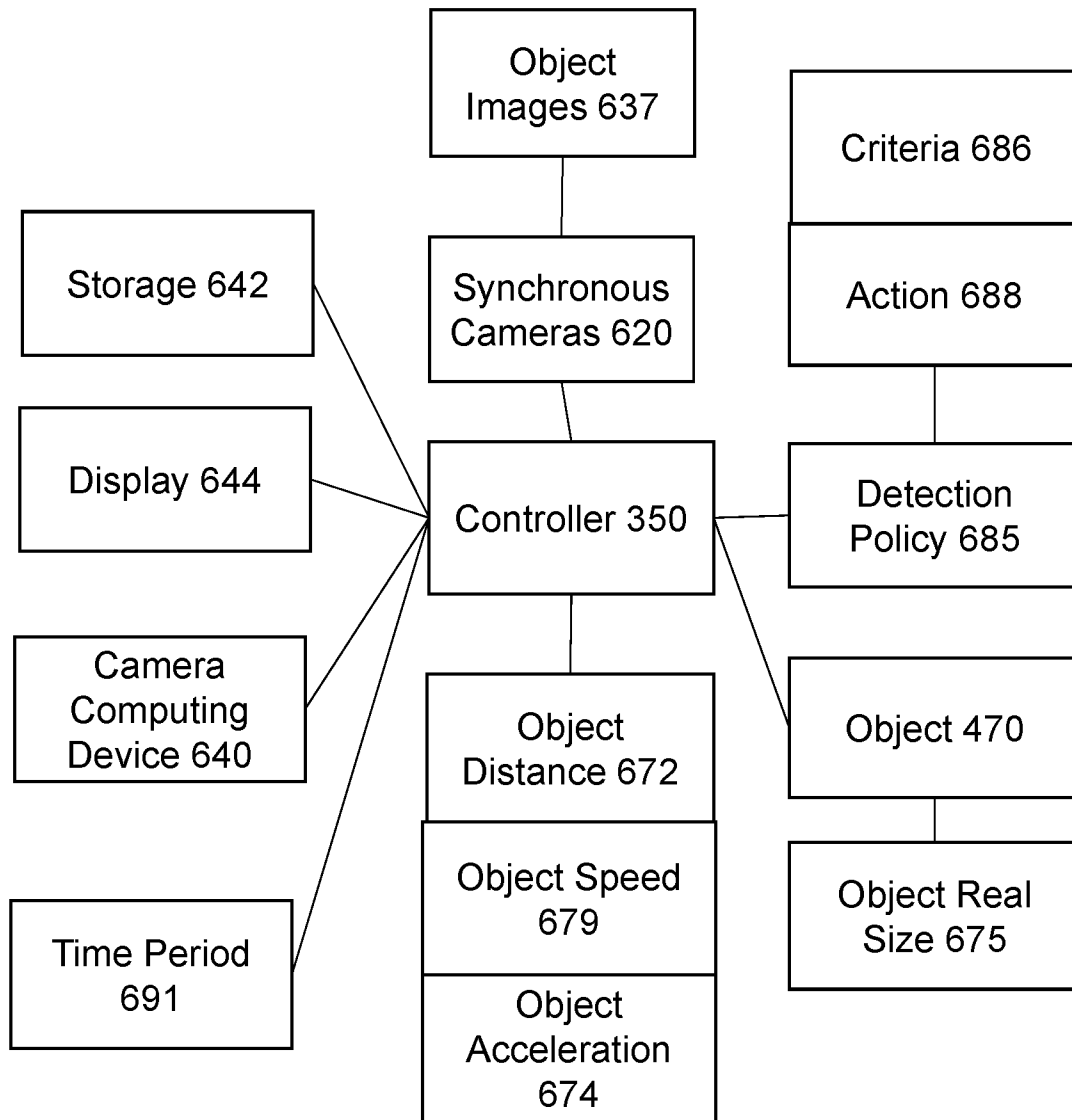 Object
Images 637
Criteria 686
Storage 642
Synchronous
Cameras 620
Action 688
Display 644
Controller 350
Detection
Policy 685
Camera
Computing
Device 640
Object
Distance 672
Object 470
Object Speed
679
Object Real
Size 675
Time Period
691
Object
Acceleration
674